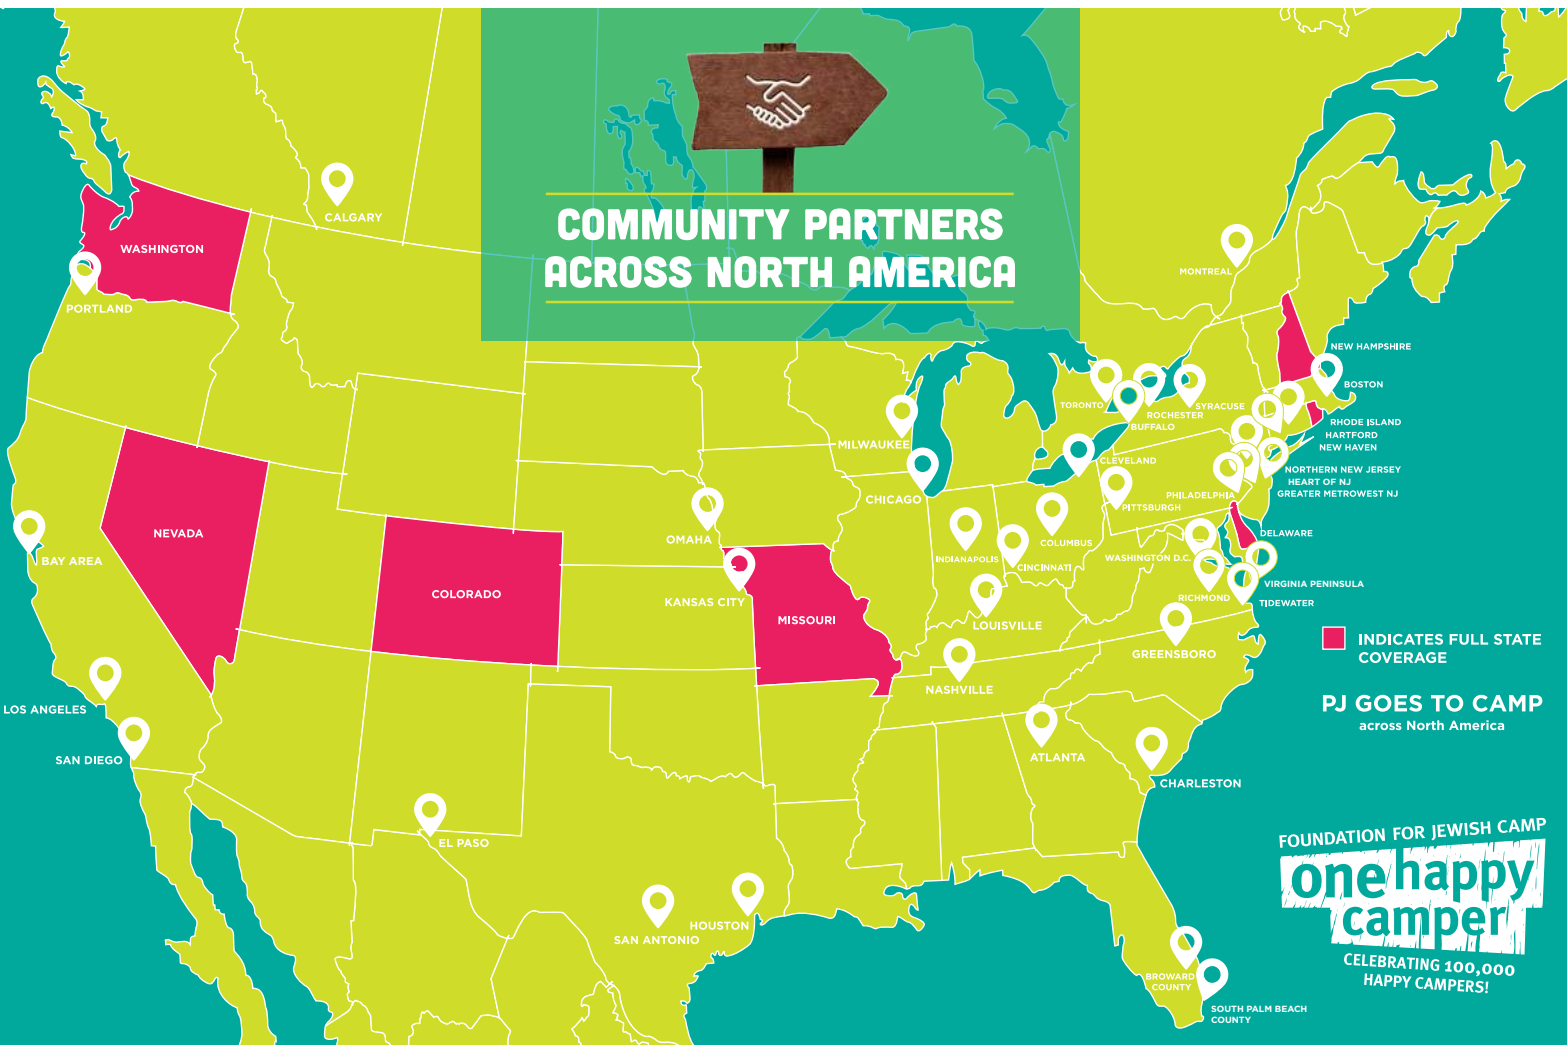 COMMUNITY PARTNERS
ACROSS NORTH AMERICA
CALGARY
WASHINGTON
PORTLAND
MONTREAL
NEW HAMPSHIRE
BOSTON
TORONTO
SYRACUSE
ROCHESTER
BUFFALO
RHODE ISLAND
HARTFORD
NEW HAVEN
MILWAUKEE
CLEVELAND
NORTHERN NEW JERSEY
HEART OF NJ
GREATER METROWEST NJ
CHICAGO
PHILADELPHIA
PITTSBURGH
NEVADA
BAY AREA
OMAHA
COLUMBUS
INDIANAPOLIS
CINCINNATI
WASHINGTON D.C.
DELAWARE
VIRGINIA PENINSULA
RICHMOND
TIDEWATER
COLORADO
KANSAS CITY
MISSOURI
LOUISVILLE
GREENSBORO
NASHVILLE
INDICATES FULL STATE
COVERAGE
PJ GOES TO CAMP
across North America
LOS ANGELES
SAN DIEGO
ATLANTA
CHARLESTON
EL PASO
HOUSTON
SAN ANTONIO
BROWARD
COUNTY
SOUTH PALM BEACH
COUNTY
FOUNDATION FOR JEWISH CAMP
one happy
camper
CELEBRATING 100,000
HAPPY CAMPERS!